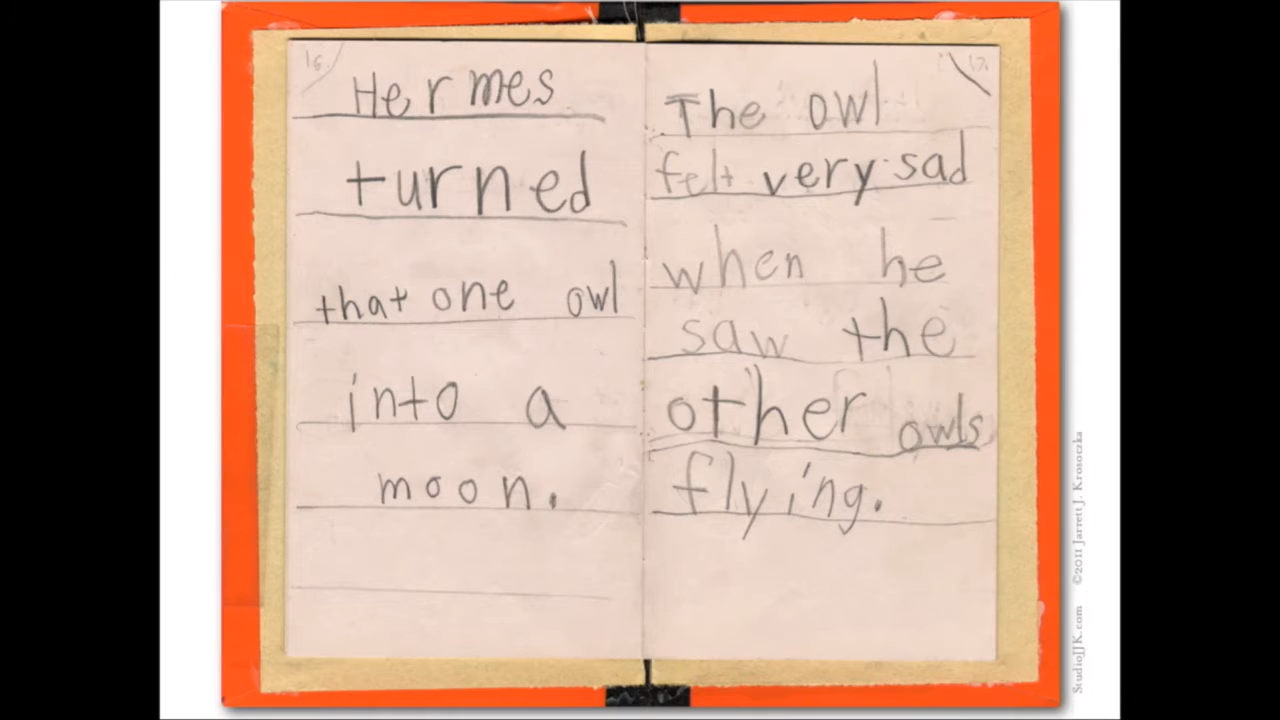 16.
Hermes
turned
that one owl
into a
moon.
17.
The owl
felt very sad
when he
saw the
other owls
flying.
StudioJJK.com ©2011 Jarrett J. Krosoczka